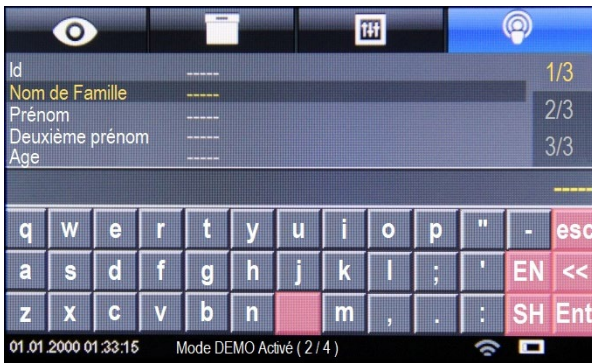 Id -----
1/3
Nom de Famille -----
Prénom -----
2/3
Deuxième prénom -----
3/3
Age -----
-----
q w e r t y u i o p " - esc
a s d f g h j k l ; ' EN <<
z x c v b n m , . : SH Ent
01.01.2000 01:33:15 Mode DEMO Activé ( 2 / 4 )